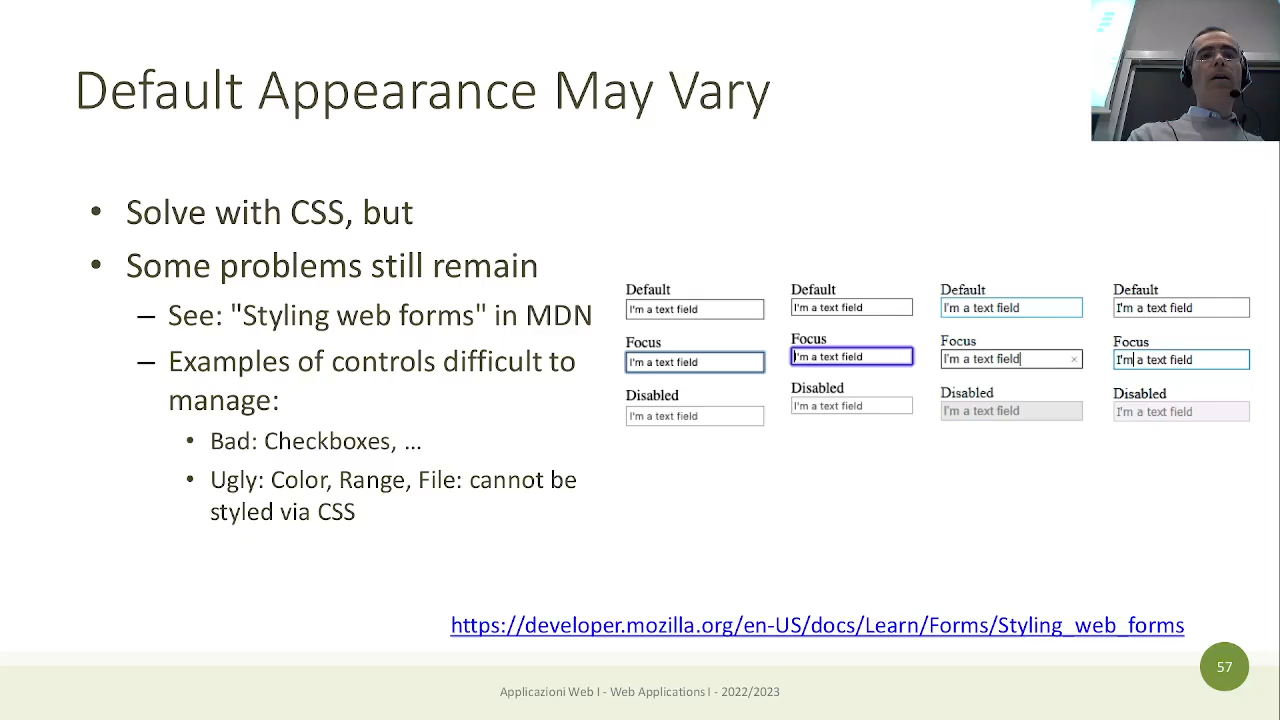 Default Appearance May Vary
• Solve with CSS, but
• Some problems still remain
– See: "Styling web forms" in MDN
– Examples of controls difficult to
manage:
• Bad: Checkboxes, ...
• Ugly: Color, Range, File: cannot be
styled via CSS
Default
I'm a text field
Focus
I'm a text field
Disabled
I'm a text field
Default
I'm a text field
Focus
I'm a text field
Disabled
I'm a text field
Default
I'm a text field
Focus
I'm a text field ×
Disabled
I'm a text field
Default
I'm a text field
Focus
I'm a text field
Disabled
I'm a text field
https://developer.mozilla.org/en-US/docs/Learn/Forms/Styling_web_forms
57
Applicazioni Web I - Web Applications I - 2022/2023